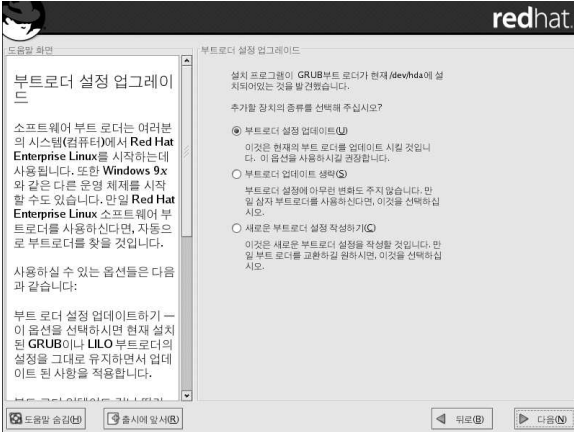 redhat.
도움말 화면
부트로더 설정 업그레이
드
소프트웨어 부트 로더는 여러분
의 시스템(컴퓨터)에서 Red Hat
Enterprise Linux를 시작하는데
사용됩니다. 또한 Windows 9x
와 같은 다른 운영 체제를 시작
할 수도 있습니다. 만일 Red Hat
Enterprise Linux 소프트웨어 부
트로더를 사용하신다면, 자동으
로 부트로더를 찾을 것입니다.
사용하실 수 있는 옵션들은 다음
과 같습니다:
부트 로더 설정 업데이트하기 —
이 옵션을 선택하시면 현재 설치
된 GRUB이나 LILO 부트로더의
설정을 그대로 유지하면서 업데
이트 된 사항을 적용합니다.
부트로더 설정 업그레이드
설치 프로그램이 GRUB부트 로더가 현재 /dev/hda에 설
치되어있는 것을 발견했습니다.
추가할 장치의 종류를 선택해 주십시오?
부트로더 설정 업데이트(U)
이것은 현재의 부트 로더를 업데이트 시킬 것입니
다. 이 옵션을 사용하시길 권장합니다.
부트로더 업데이트 생략(S)
부트로더 설정에 아무런 변화도 주지 않습니다. 만
일 삼자 부트로더를 사용하신다면, 이것을 선택하십
시오.
새로운 부트로더 설정 작성하기(C)
이것은 새로운 부트로더 설정을 작성할 것입니다. 만
일 부트 로더를 교환하길 원하시면, 이것을 선택하십
시오.
도움말 숨김(H)
출시에 앞서(R)
뒤로(B)
다음(N)